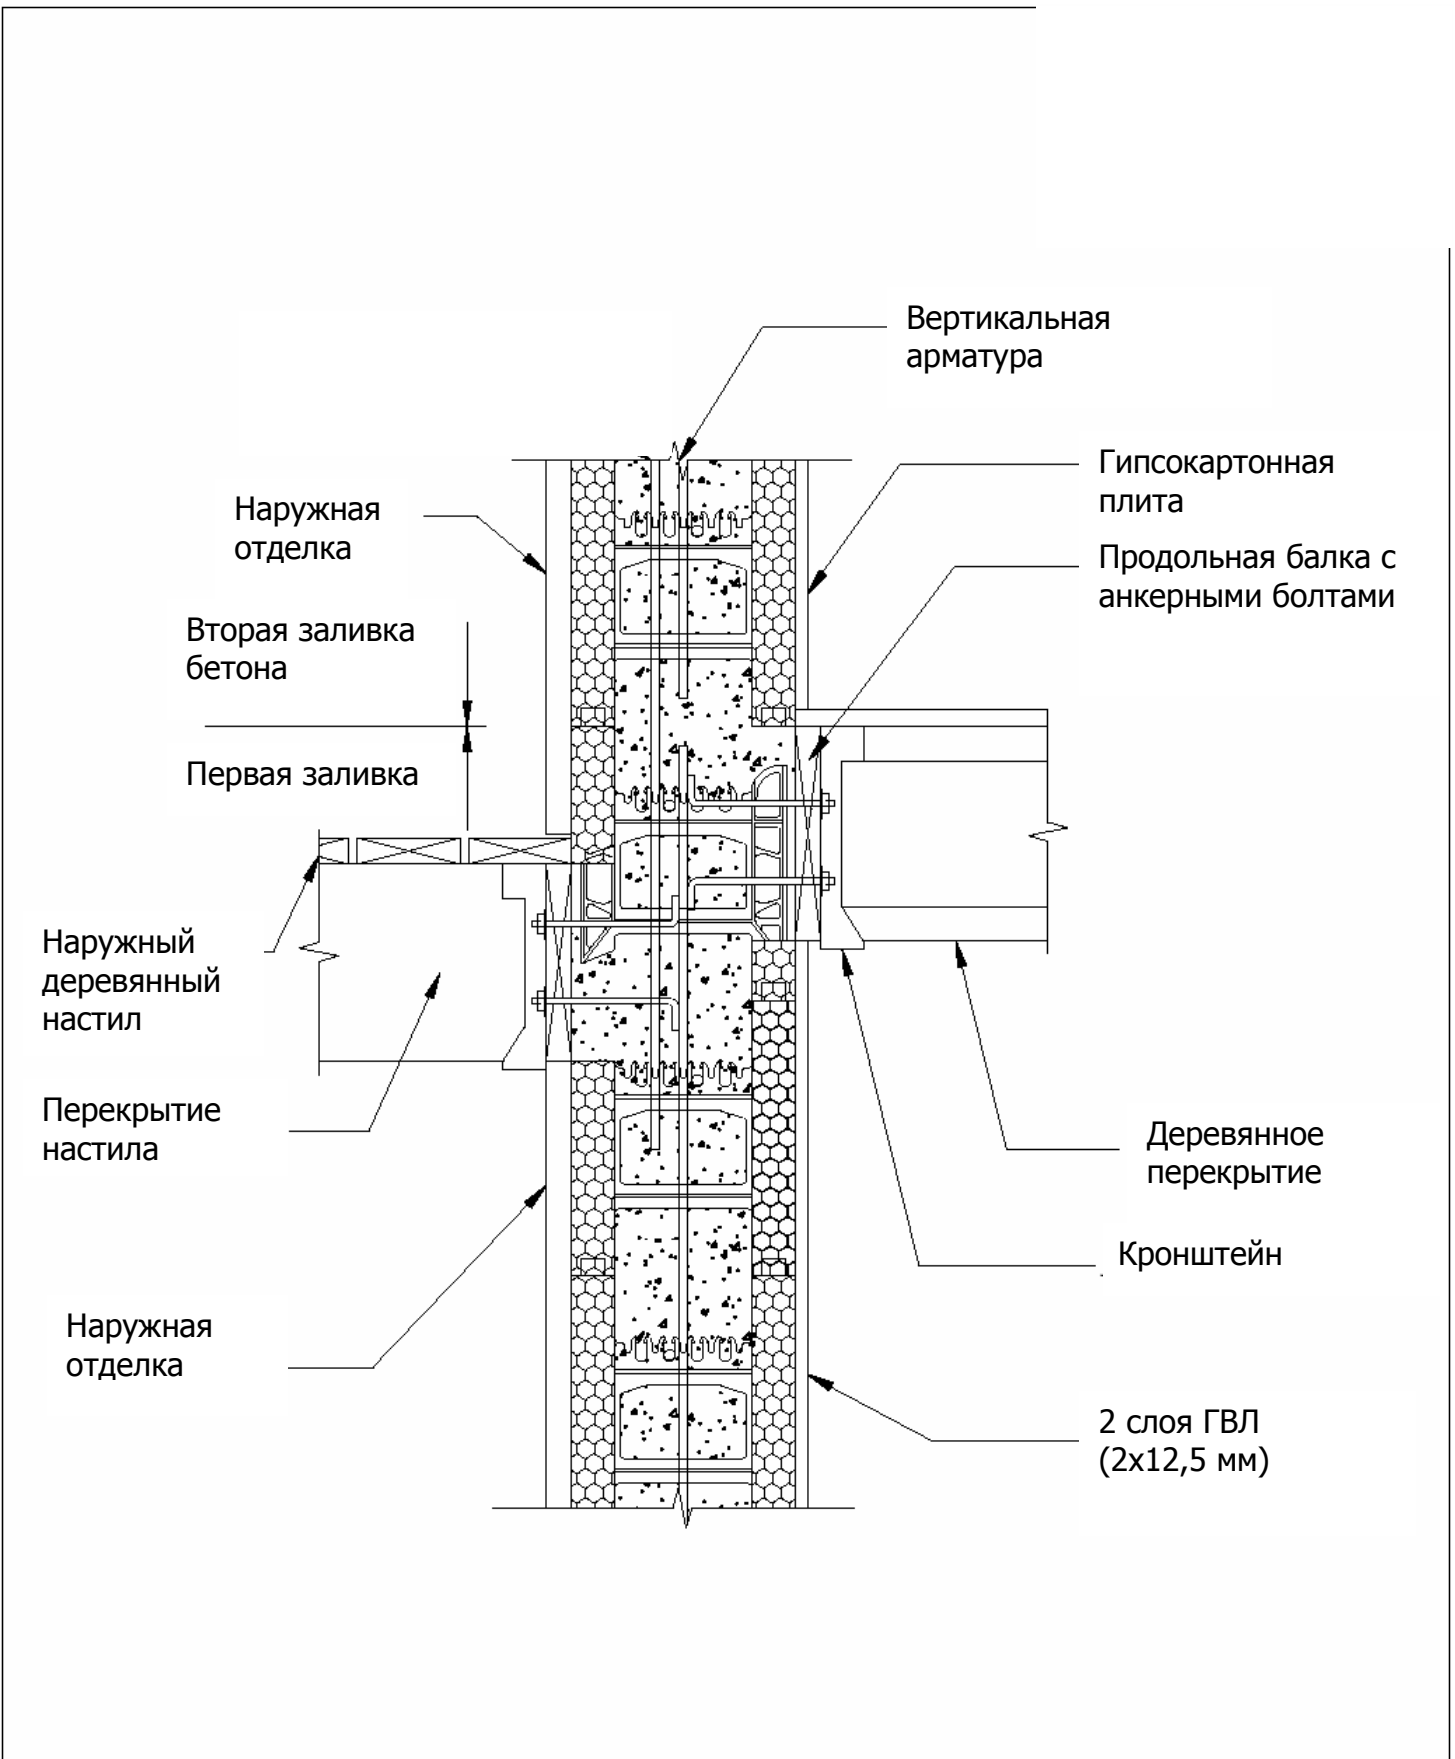 Вертикальная
арматура
Гипсокартонная
плита
Наружная
отделка
Продольная балка с
анкерными болтами
Вторая заливка
бетона
Первая заливка
Наружный
деревянный
настил
Перекрытие
настила
Деревянное
перекрытие
Кронштейн
Наружная
отделка
2 слоя ГВЛ
(2х12,5 мм)